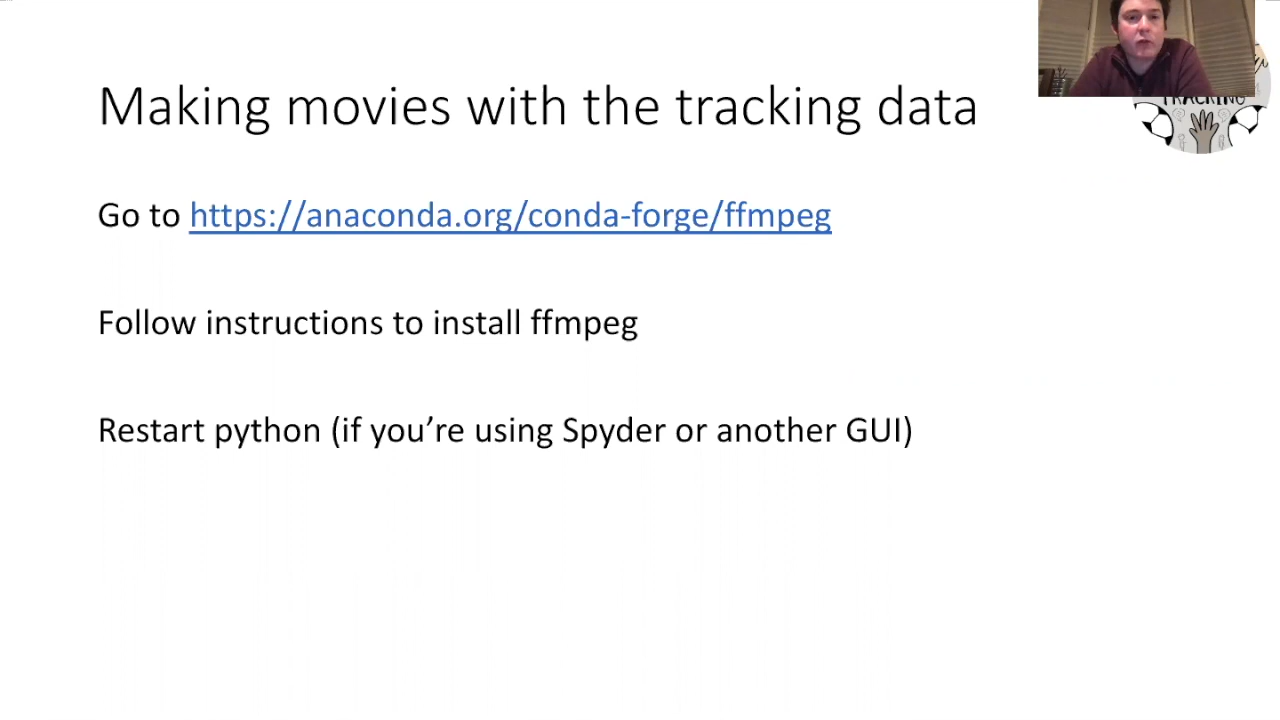 Making movies with the tracking data
TRACKING
Go to https://anaconda.org/conda-forge/ffmpeg
Follow instructions to install ffmpeg
Restart python (if you're using Spyder or another GUI)